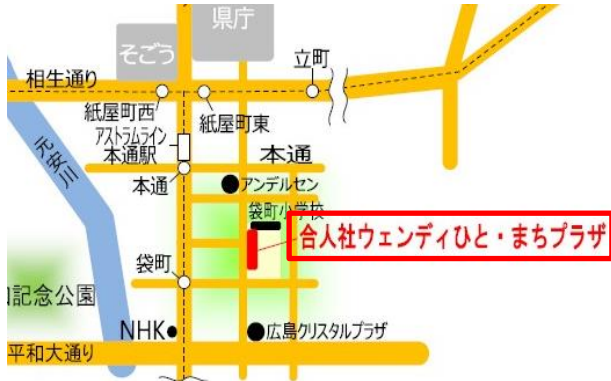 県庁
そごう
立町
相生通り
紙屋町西
紙屋町東
アストラムライン
本通駅
本通
元安川
本通
アンデルセン
袋町小学校
合人社ウェンディひと・まちプラザ
袋町
記念公園
NHK
広島クリスタルプラザ
平和大通り